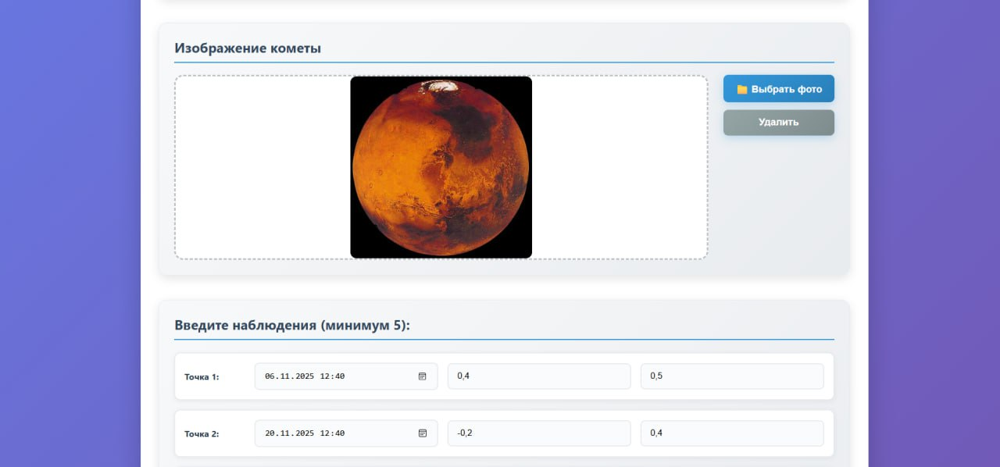 Изображение кометы
📁 Выбрать фото
Удалить
Введите наблюдения (минимум 5):
Точка 1: 06.11.2025 12:40 0,4 0,5
Точка 2: 20.11.2025 12:40 -0,2 0,4